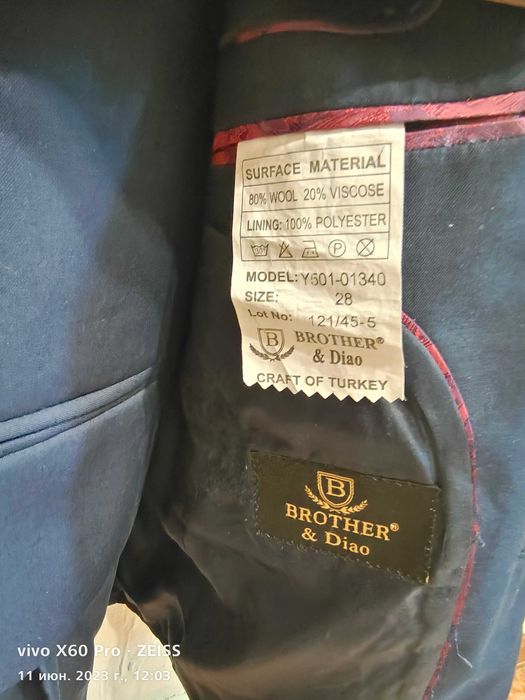 SURFACE MATERIAL
80% WOOL 20% VISCOSE
LINING: 100% POLYESTER
P
MODEL: Y601-01340
SIZE: 28
Lot No: 121/45-5
B
BROTHER®
& Diao
CRAFT OF TURKEY
B
BROTHER®
& Diao
vivo X60 Pro · ZEISS
11 июн. 2023 г., 12:03